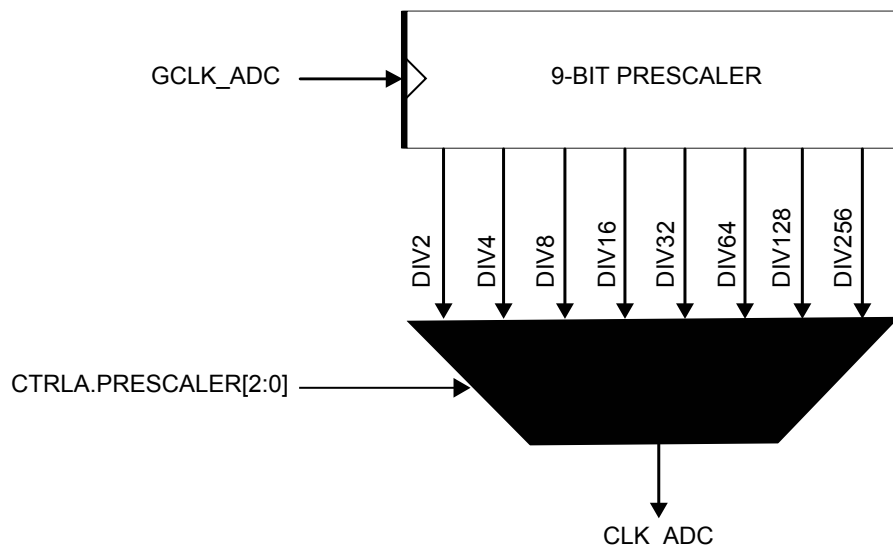 GCLK_ADC
9-BIT PRESCALER
DIV2
DIV4
DIV8
DIV16
DIV32
DIV64
DIV128
DIV256
CTRLA.PRESCALER[2:0]
CLK_ADC